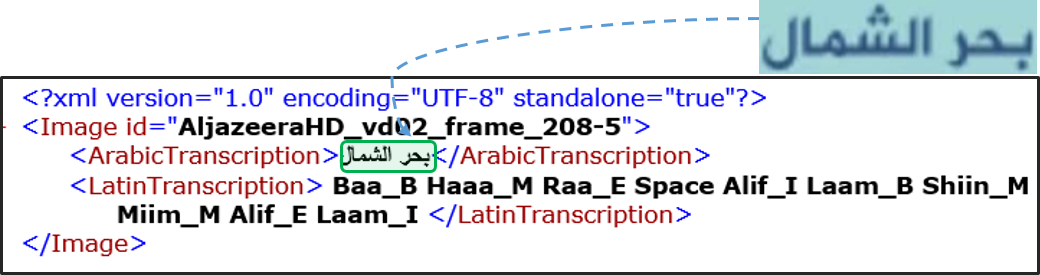 بحر الشمال
<?xml version="1.0" encoding="UTF-8" standalone="true"?>
<Image id="AljazeeraHD_vd02_frame_208-5">
<ArabicTranscription>بحر الشمال</ArabicTranscription>
<LatinTranscription> Baa_B Haaa_M Raa_E Space Alif_I Laam_B Shiin_M
Miim_M Alif_E Laam_I </LatinTranscription>
</Image>